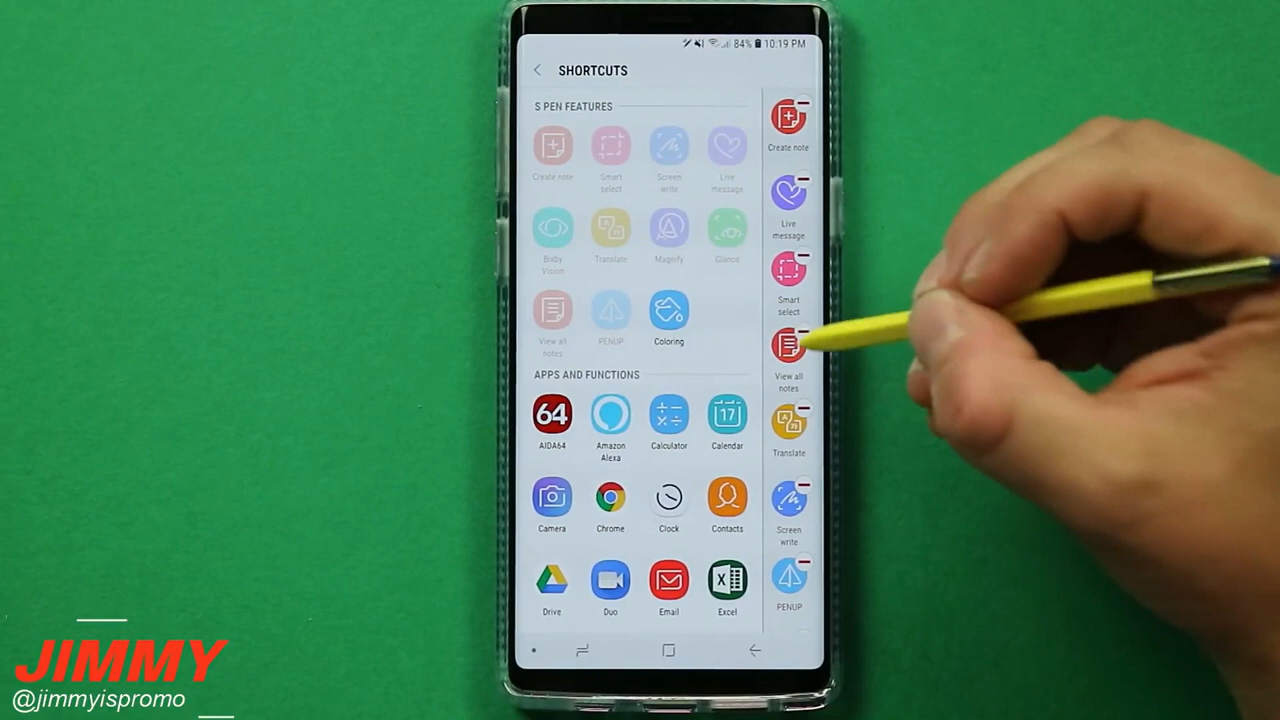 84% 10:19 PM
SHORTCUTS
S PEN FEATURES
Create note
Smart
select
Screen
write
Live
message
Bixby
Vision
Translate
Magnify
Glance
View all
notes
PENUP
Coloring
APPS AND FUNCTIONS
64
AIDA64
Amazon
Alexa
Calculator
17
Calendar
Camera
Chrome
Clock
Contacts
Drive
Duo
Email
X
Excel
Create note
Live
message
Smart
select
View all
notes
Translate
Screen
write
PENUP
JIMMY
@jimmyispromo